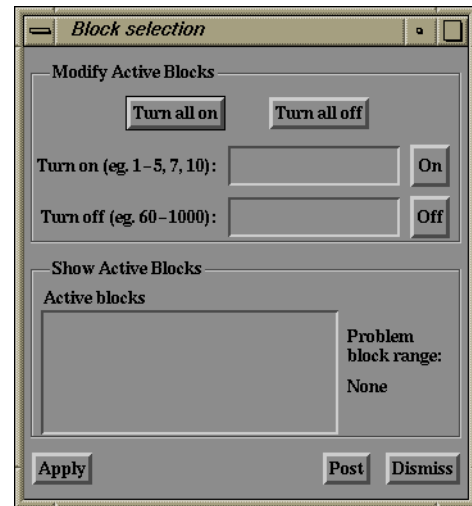 Block selection
Modify Active Blocks
Turn all on Turn all off
Turn on (eg. 1-5, 7, 10): On
Turn off (eg. 60-1000): Off
Show Active Blocks
Active blocks
Problem
block range:
None
Apply Post Dismiss